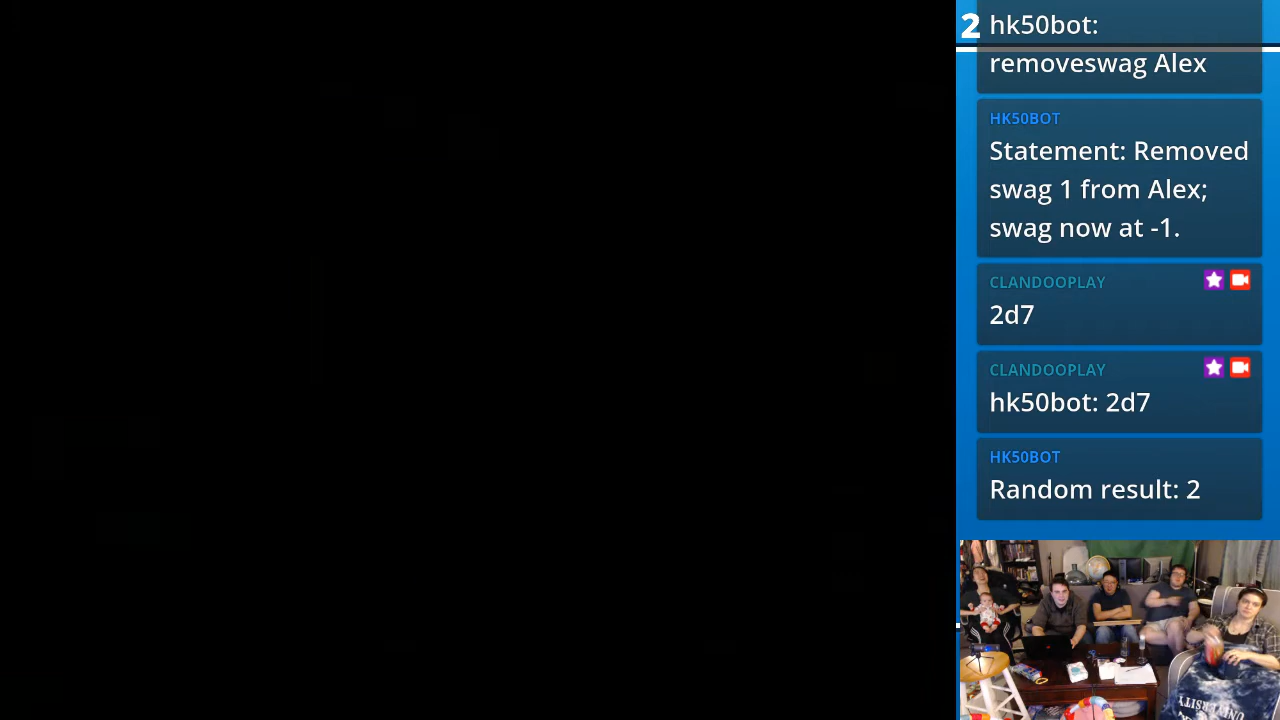 2
hk50bot:
removeswag Alex
HK50BOT
Statement: Removed
swag 1 from Alex;
swag now at -1.
CLANDOOPLAY
2d7
CLANDOOPLAY
hk50bot: 2d7
HK50BOT
Random result: 2
UNIVERSITY